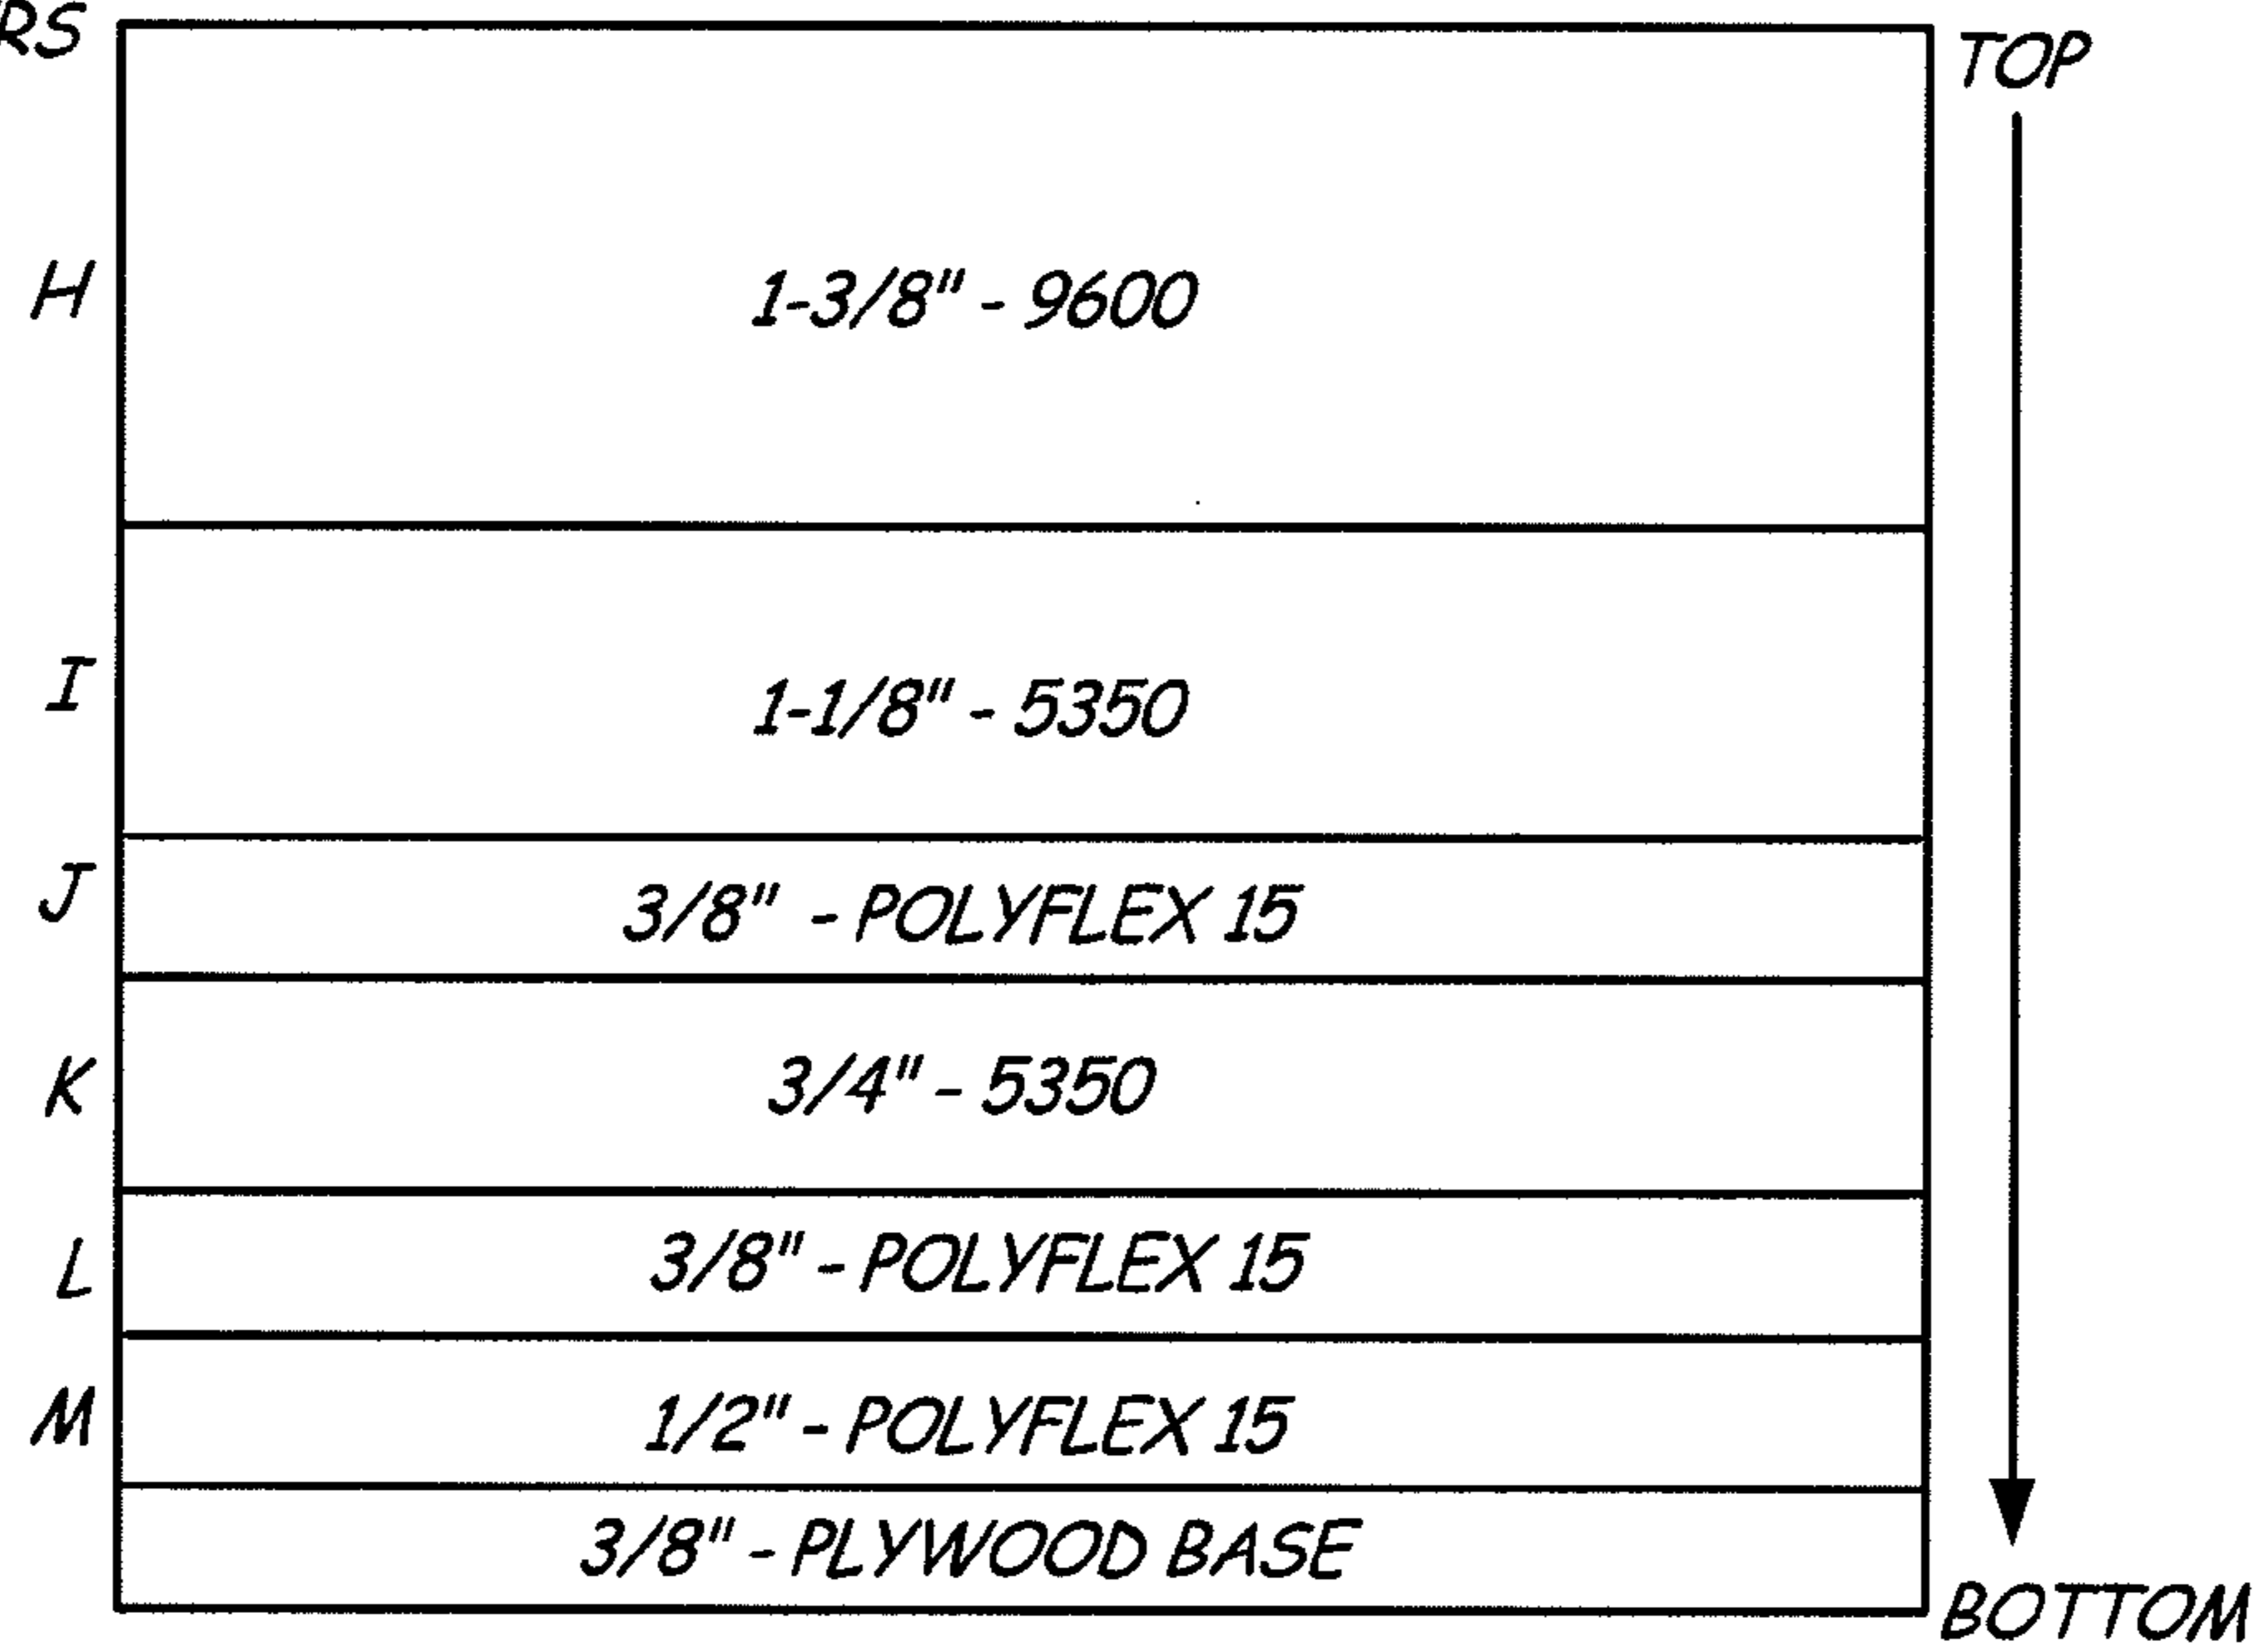 RS
TOP
H
1-3/8"' - 9600
I
1-1/8"' - 5350
J
3/8" - POLYFLEX 15
K
3/4" - 5350
L
3/8" - POLYFLEX 15
M
1/2" - POLYFLEX 15
3/8" - PLYWOOD BASE
BOTTOM